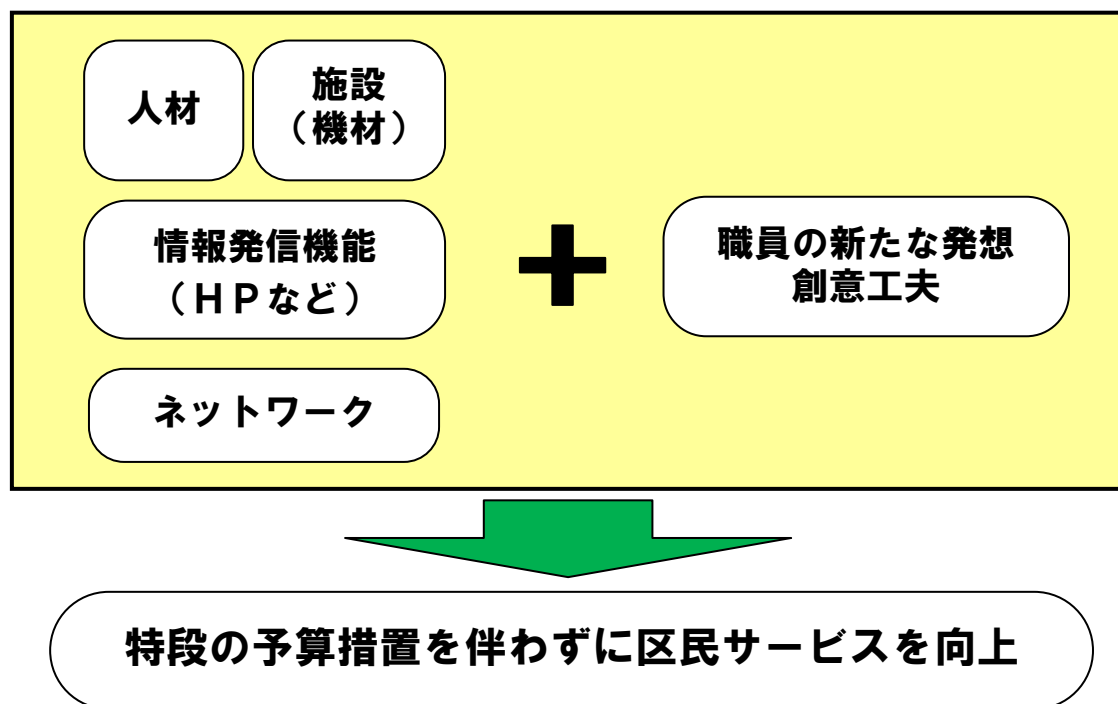 人材
施設
（機材）
情報発信機能
（ＨＰなど）
ネットワーク
職員の新たな発想
創意工夫
特段の予算措置を伴わずに区民サービスを向上